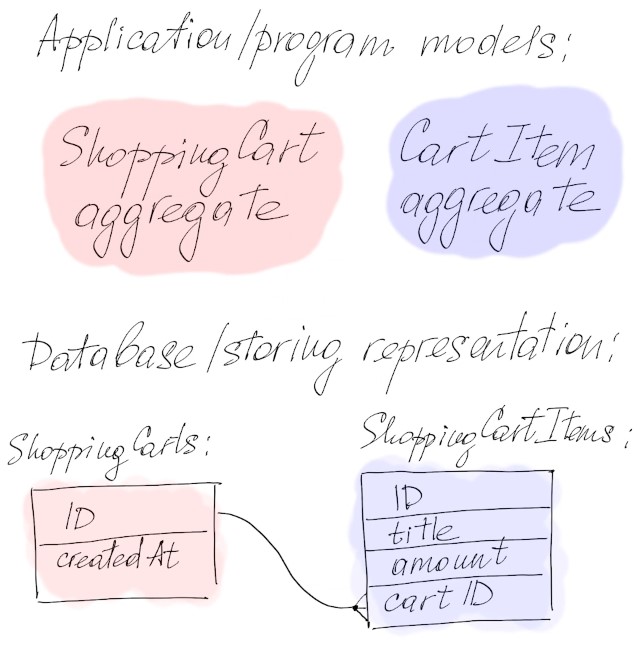 Application/program models:
ShoppingCart
aggregate
CartItem
aggregate
Database/storing representation:
ShoppingCarts:
ID
createdAt
ShoppingCartItems:
ID
title
amount
cartID